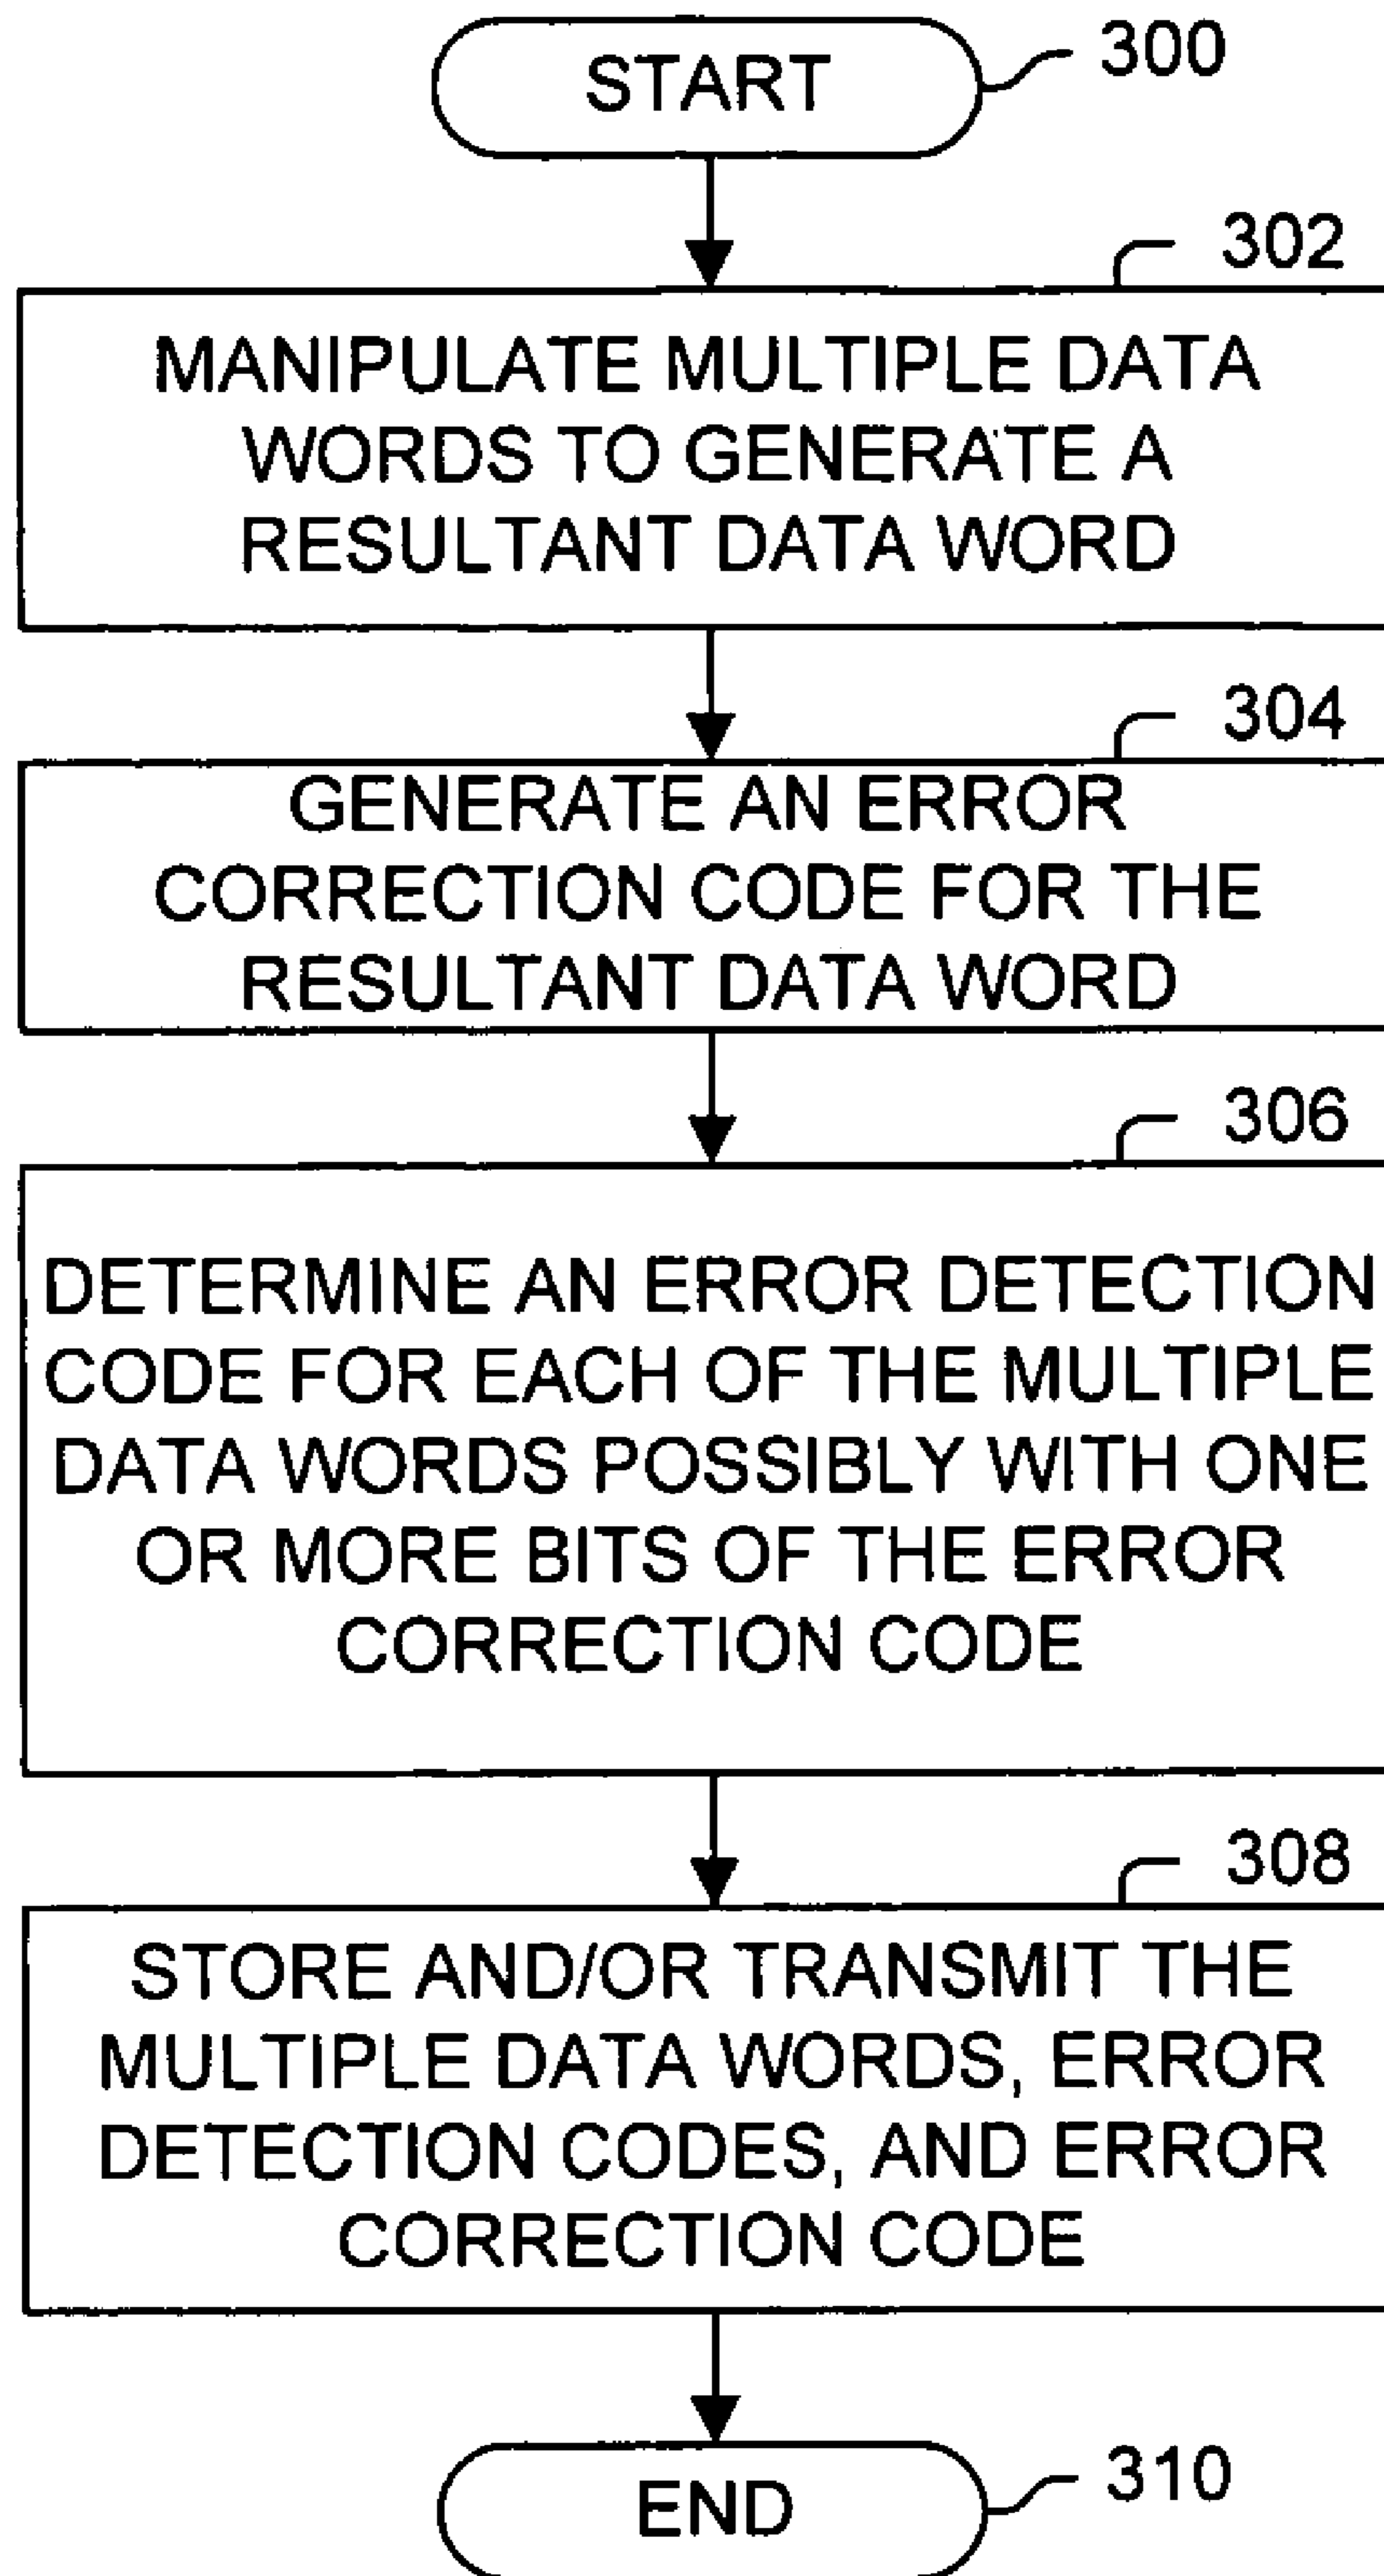 START
300
302
MANIPULATE MULTIPLE DATA
WORDS TO GENERATE A
RESULTANT DATA WORD
304
GENERATE AN ERROR
CORRECTION CODE FOR THE
RESULTANT DATA WORD
306
DETERMINE AN ERROR DETECTION
CODE FOR EACH OF THE MULTIPLE
DATA WORDS POSSIBLY WITH ONE
OR MORE BITS OF THE ERROR
CORRECTION CODE
308
STORE AND/OR TRANSMIT THE
MULTIPLE DATA WORDS, ERROR
DETECTION CODES, AND ERROR
CORRECTION CODE
END
310